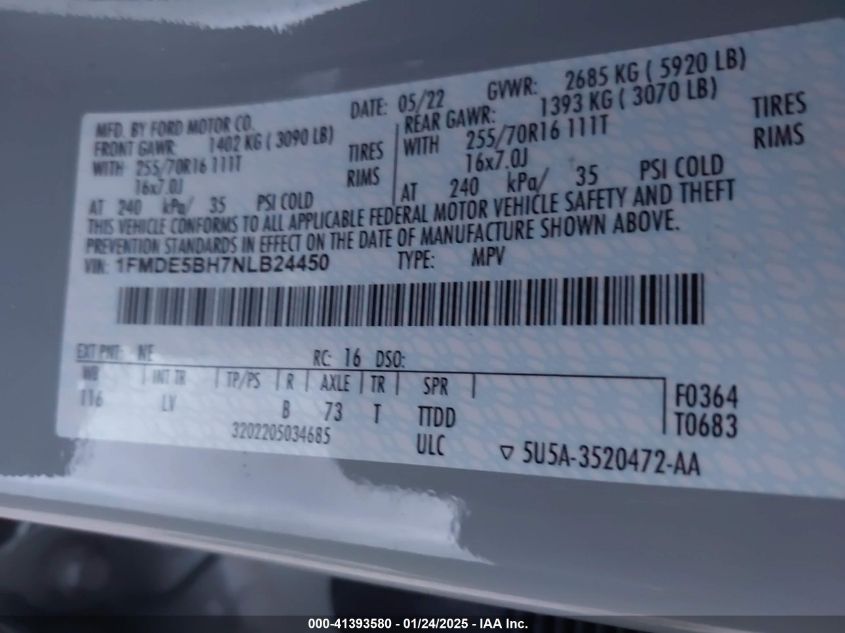 MFD. BY FORD MOTOR CO.
DATE: 05/22 GVWR: 2685 KG ( 5920 LB)
FRONT GAWR: 1402 KG ( 3090 LB)
REAR GAWR: 1393 KG ( 3070 LB)
WITH 255/70R16 111T TIRES
WITH 255/70R16 111T TIRES
16x7.0J RIMS
16x7.0J RIMS
AT 240 kPa/ 35 PSI COLD
AT 240 kPa/ 35 PSI COLD
THIS VEHICLE CONFORMS TO ALL APPLICABLE FEDERAL MOTOR VEHICLE SAFETY AND THEFT
PREVENTION STANDARDS IN EFFECT ON THE DATE OF MANUFACTURE SHOWN ABOVE.
VIN: 1FMDE5BH7NLB24450 TYPE: MPV
EXT PNT: NE RC: 16 DSO:
WB INT TR TP/PS R AXLE TR SPR
F0364
116 LV B 73 T TTDD
T0683
3202205034685 ULC
▽ 5U5A-3520472-AA
000-41393580 - 01/24/2025 - IAA Inc.